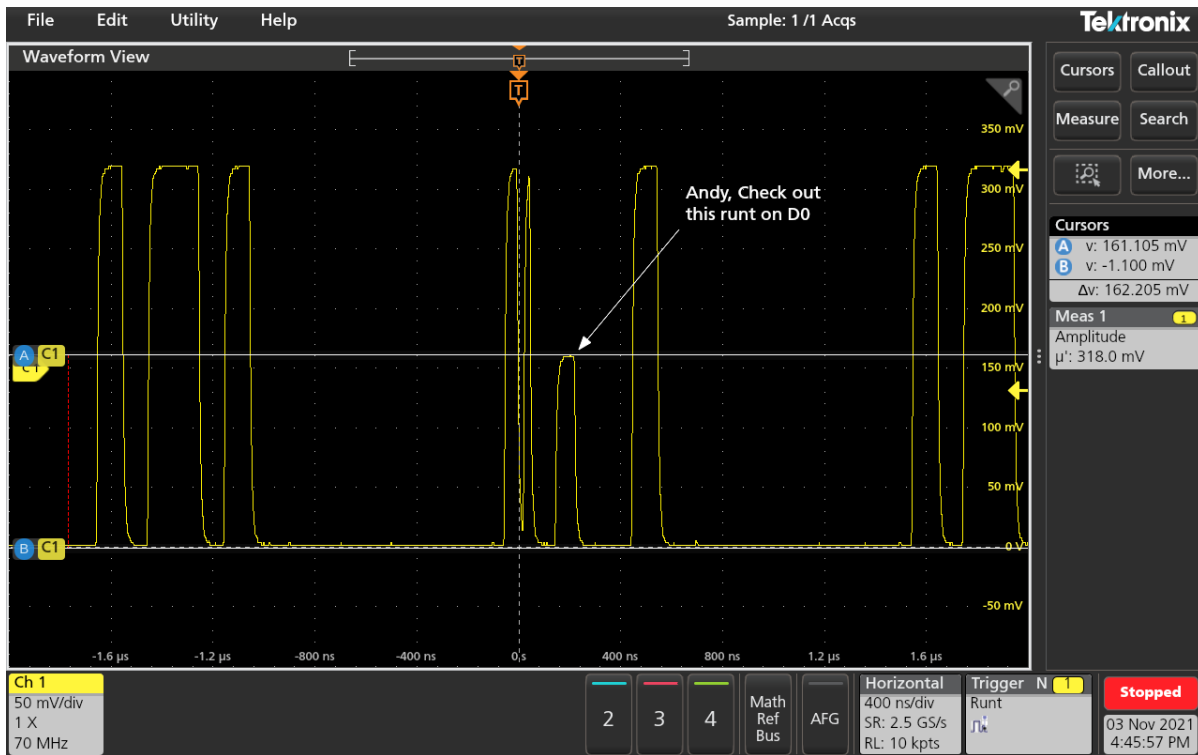 File Edit Utility Help Sample: 1 /1 Acqs Tektronix
Waveform View
T
T
Cursors Callout
Measure Search
More...
350 mV
300 mV
250 mV
200 mV
150 mV
100 mV
50 mV
0 V
-50 mV
Andy, Check out
this runt on D0
A C1
C1
B C1
-1.6 µs -1.2 µs -800 ns -400 ns 0 s 400 ns 800 ns 1.2 µs 1.6 µs
Cursors
A v: 161.105 mV
B v: -1.100 mV
Δv: 162.205 mV
Meas 1 1
Amplitude
µ': 318.0 mV
Ch 1
50 mV/div
1 X
70 MHz
2 3 4
Math
Ref
Bus
AFG
Horizontal
400 ns/div
SR: 2.5 GS/s
RL: 10 kpts
Trigger N 1
Runt
Stopped
03 Nov 2021
4:45:57 PM